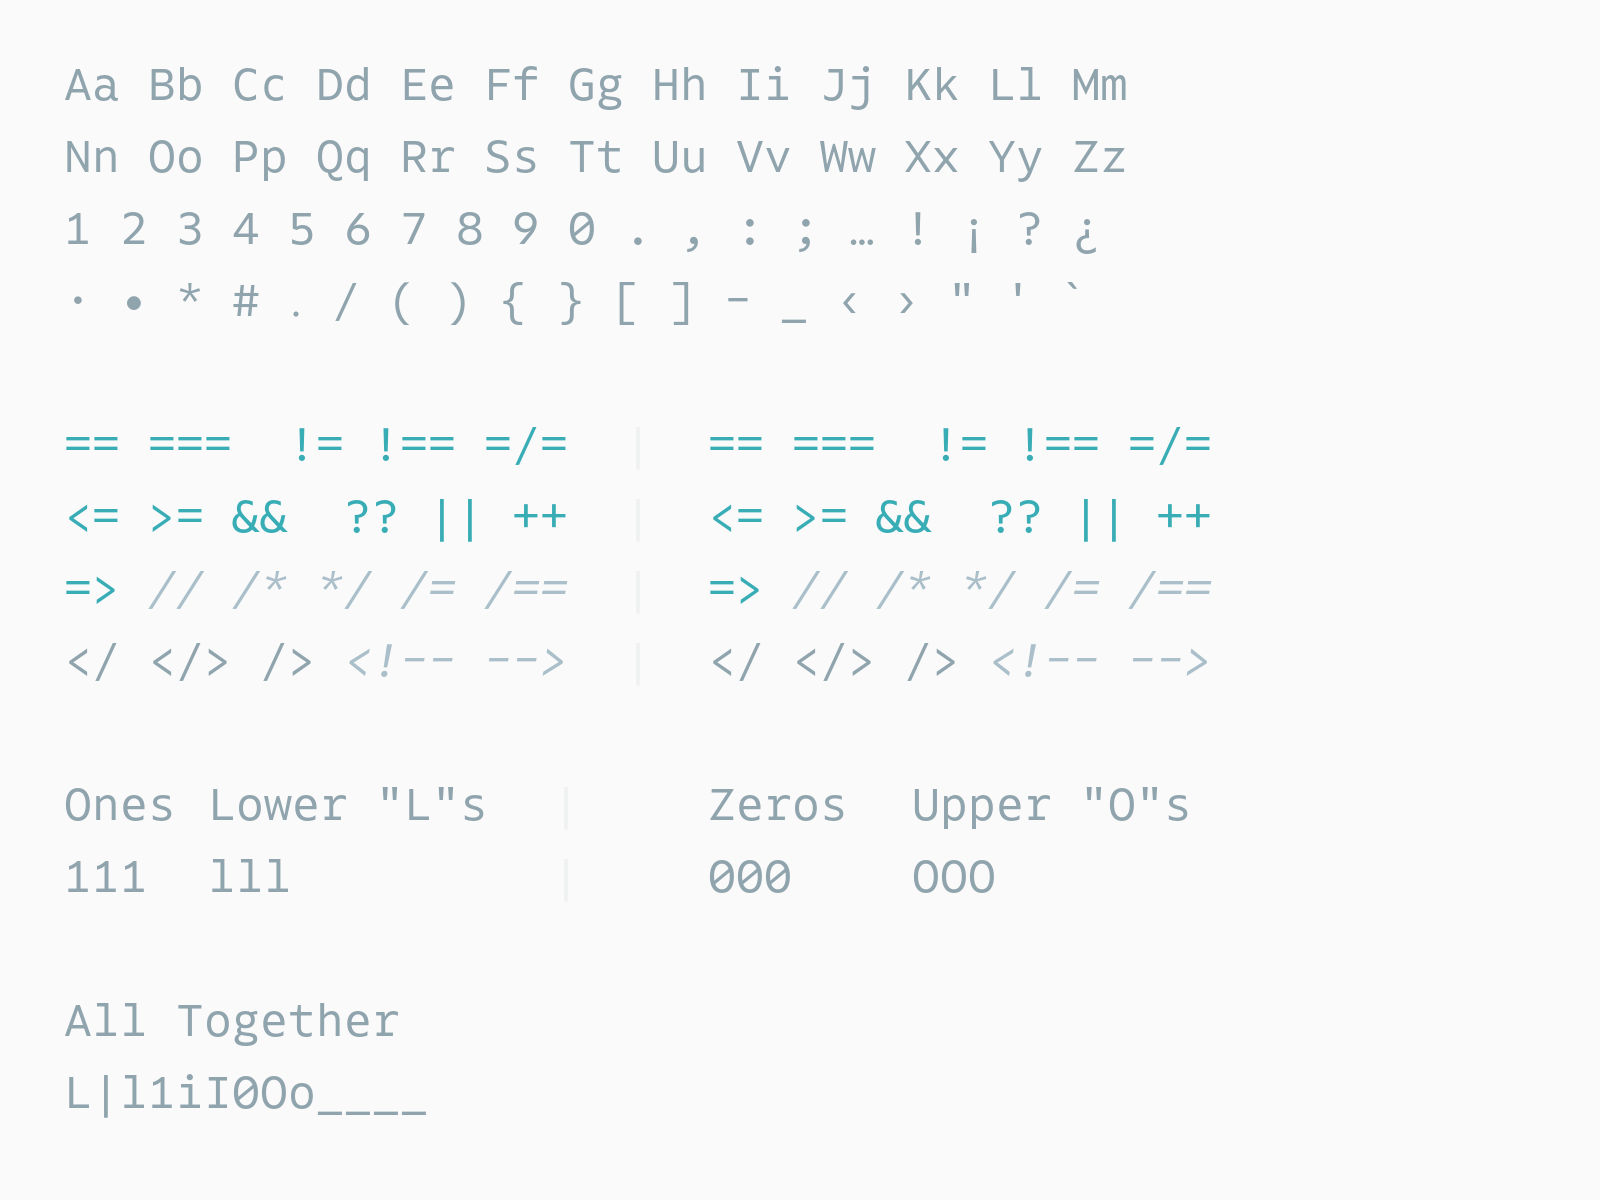 Aa Bb Cc Dd Ee Ff Gg Hh Ii Jj Kk Ll Mm
Nn Oo Pp Qq Rr Ss Tt Uu Vv Ww Xx Yy Zz
1 2 3 4 5 6 7 8 9 0 . , : ; … ! ¡ ? ¿
· • * # . / ( ) { } [ ] - _ ‹ › " ' `
== === != !== =/= | == === != !== =/=
<= >= && ?? || ++ | <= >= && ?? || ++
=> // /* */ /= /== | => // /* */ /= /==
</ </> /> <!-- --> | </ </> /> <!-- -->
Ones Lower "L"s | Zeros Upper "O"s
111 lll | 000 OOO
All Together
L|l1iI0Oo____